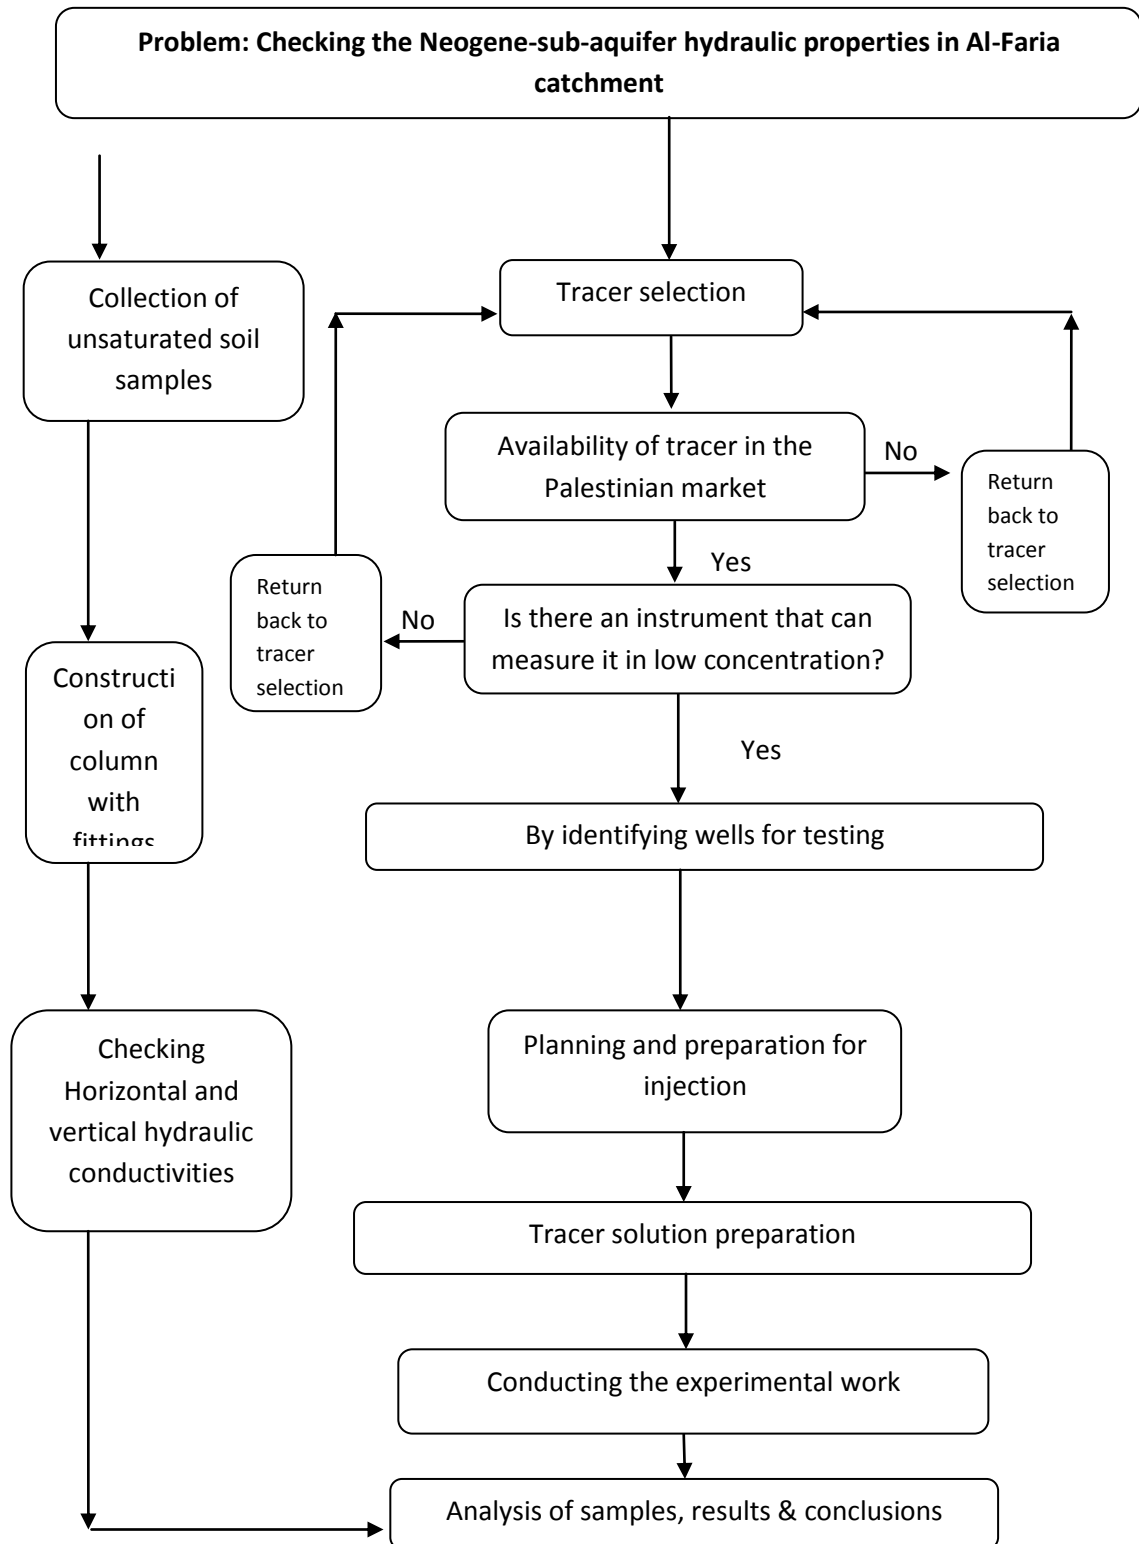 Problem: Checking the Neogene-sub-aquifer hydraulic properties in Al-Faria
catchment
Collection of
unsaturated soil
samples
Tracer selection
Availability of tracer in the
Palestinian market
No
Return
back to
tracer
selection
Yes
Return
back to
tracer
selection
No
Is there an instrument that can
measure it in low concentration?
Constructi
on of
column
with
fittings
Yes
By identifying wells for testing
Checking
Horizontal and
vertical hydraulic
conductivities
Planning and preparation for
injection
Tracer solution preparation
Conducting the experimental work
Analysis of samples, results & conclusions